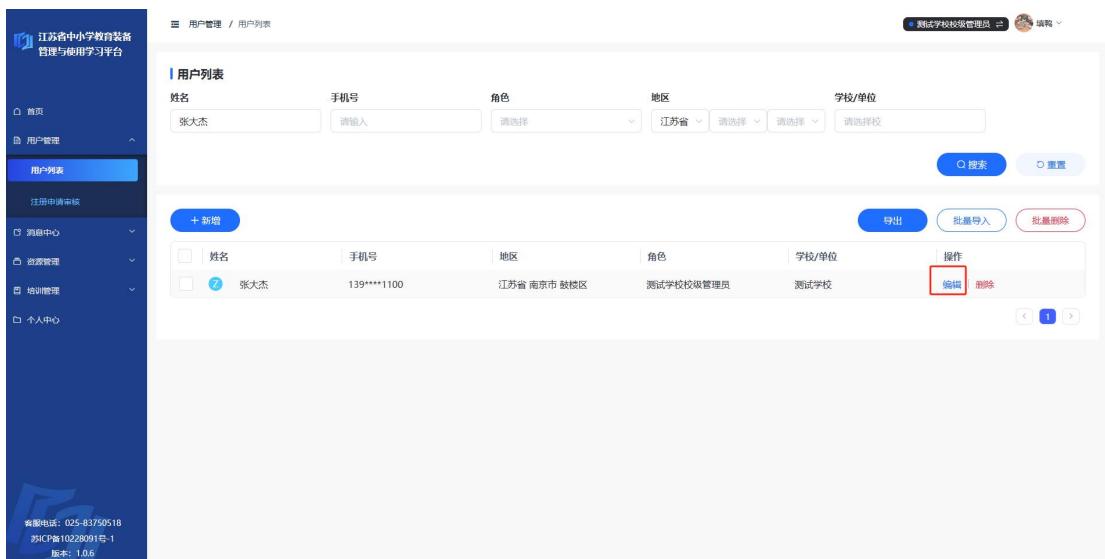 江苏省中小学教育装备
管理与使用学习平台
用户管理 / 用户列表
测试学校校级管理员
填鸭
首页
用户管理
用户列表
注册申请审核
消息中心
资源管理
培训管理
个人中心
用户列表
姓名 手机号 角色 地区 学校/单位
张大杰 请输入 请选择 江苏省 请选择 请选择 请选择校
搜索 重置
+ 新增 导出 批量导入 批量删除
姓名 手机号 地区 角色 学校/单位 操作
Z 张大杰 139****1100 江苏省 南京市 鼓楼区 测试学校校级管理员 测试学校 编辑 删除
< 1 >
客服电话：025-83750518
苏ICP备10228091号-1
版本：1.0.6